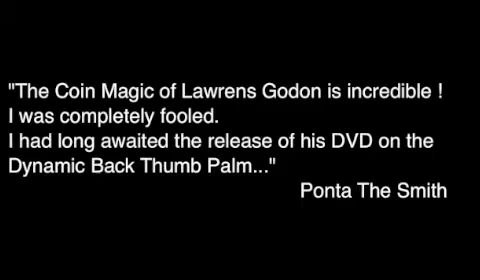 "The Coin Magic of Lawrens Godon is incredible !
I was completely fooled.
I had long awaited the release of his DVD on the
Dynamic Back Thumb Palm..."
Ponta The Smith